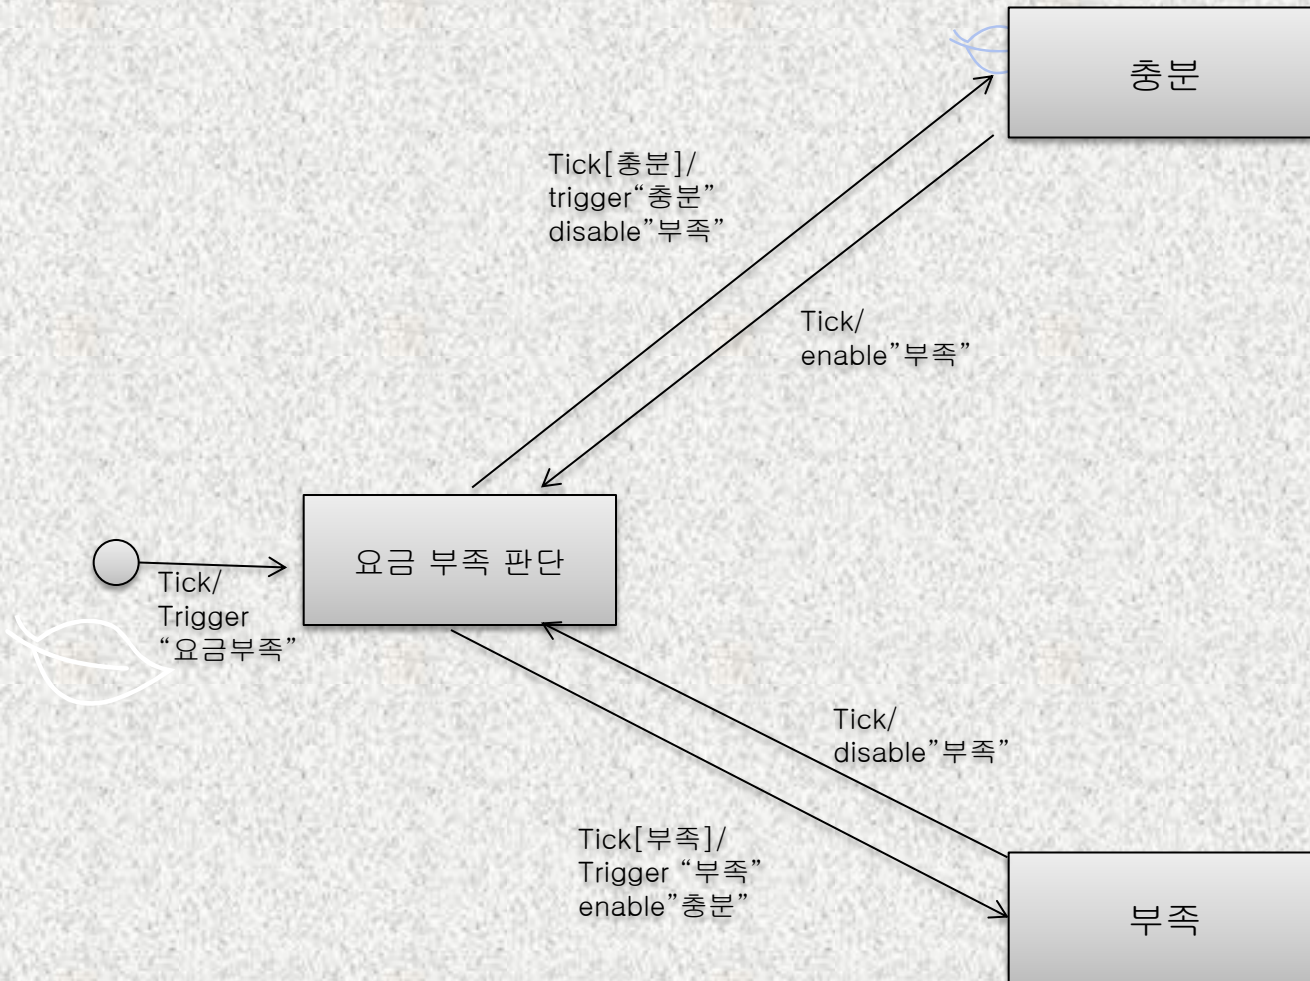 충분
Tick[충분]/
trigger“충분”
disable”부족”
Tick/
enable”부족”
요금 부족 판단
Tick/
Trigger
“요금부족”
Tick/
disable”부족”
Tick[부족]/
Trigger “부족”
enable”충분”
부족